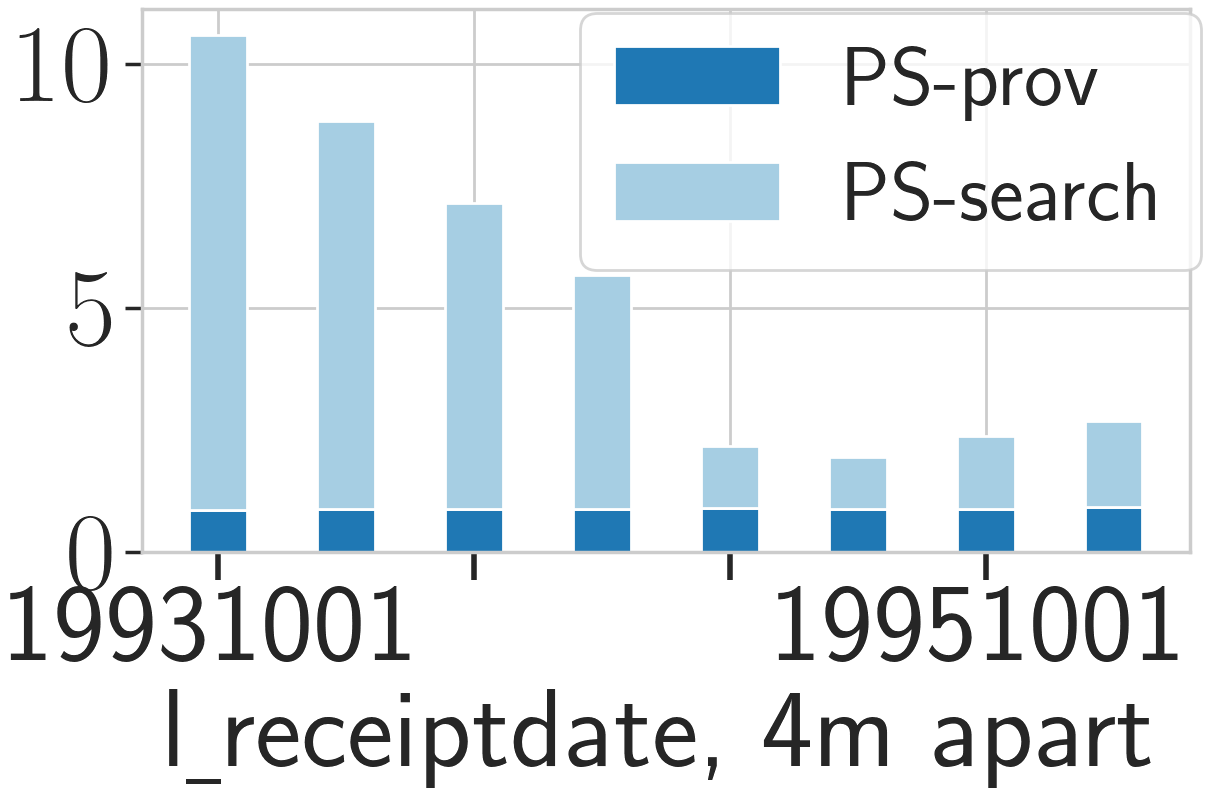 10
5
0
PS-prov
PS-search
19931001
19951001
l_receiptdate, 4m apart